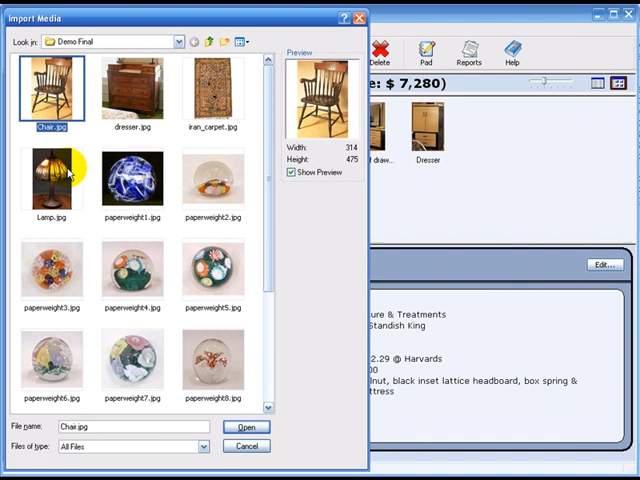 Import Media
Look in:
Demo Final
Chair.jpg
dresser.jpg
iran_carpet.jpg
Lamp.jpg
paperweight1.jpg
paperweight2.jpg
paperweight3.jpg
paperweight4.jpg
paperweight5.jpg
paperweight6.jpg
paperweight7.jpg
paperweight8.jpg
File name:
Chair.jpg
Open
Files of type:
All Files
Cancel
Preview
Width: 314
Height: 475
Show Preview
Delete
Pad
Reports
Help
e: $ 7,280)
f draw...
Dresser
Edit...
ure & Treatments
Standish King
2.29 @ Harvards
00
lnut, black inset lattice headboard, box spring &
ttress